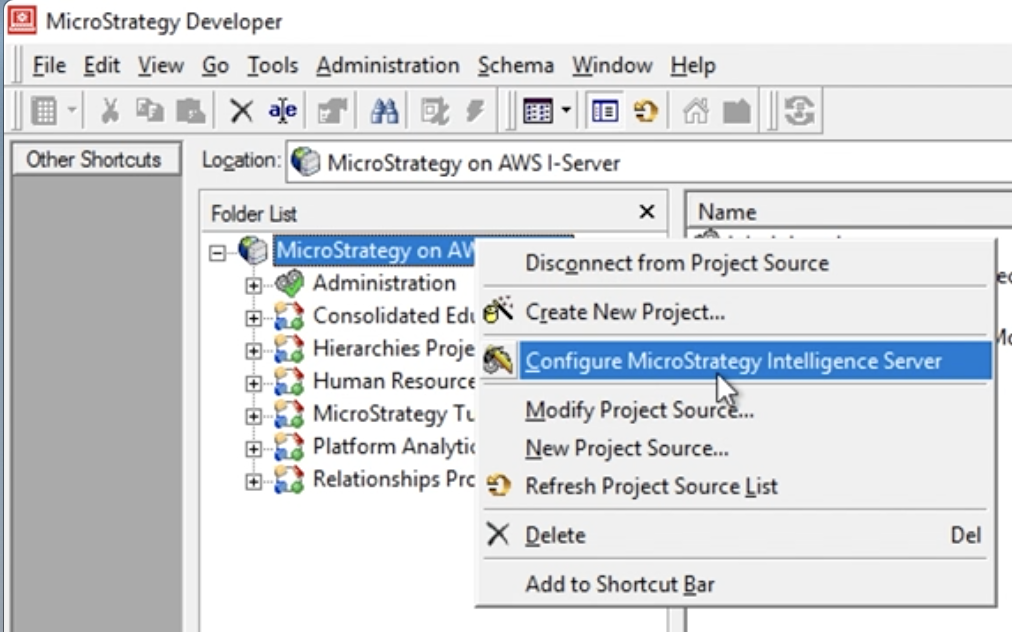 MicroStrategy Developer
File Edit View Go Tools Administration Schema Window Help
Other Shortcuts
Location: MicroStrategy on AWS I-Server
Folder List
Name
MicroStrategy on AW
Administration
Consolidated Edu
Hierarchies Proje
Human Resource
MicroStrategy Tu
Platform Analytic
Relationships Pro
Disconnect from Project Source
Create New Project...
Configure MicroStrategy Intelligence Server
Modify Project Source...
New Project Source...
Refresh Project Source List
Delete Del
Add to Shortcut Bar